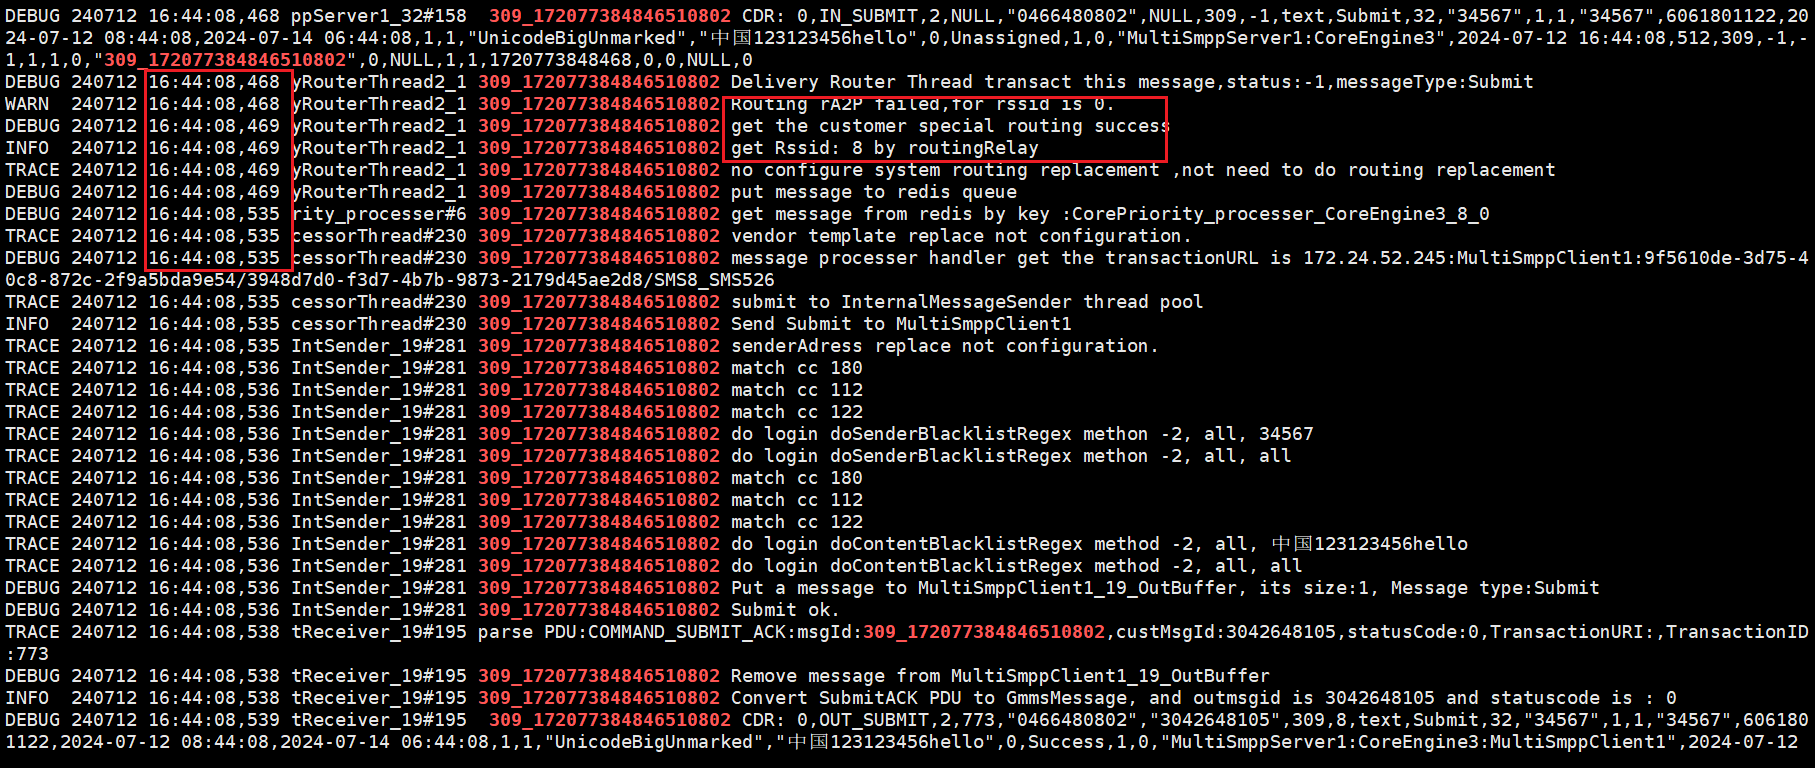 DEBUG 240712 16:44:08,468 ppServer1_32#158  309_172077384846510802 CDR: 0,IN_SUBMIT,2,NULL,"0466480802",NULL,309,-1,text,Submit,32,"34567",1,1,"34567",6061801122,20
24-07-12 08:44:08,2024-07-14 06:44:08,1,1,"UnicodeBigUnmarked","中国123123456hello",0,Unassigned,1,0,"MultiSmppServer1:CoreEngine3",2024-07-12 16:44:08,512,309,-1,-
1,1,1,0,"309_172077384846510802",0,NULL,1,1,1720773848468,0,0,NULL,0
DEBUG 240712 16:44:08,468 yRouterThread2_1 309_172077384846510802 Delivery Router Thread transact this message,status:-1,messageType:Submit
WARN  240712 16:44:08,468 yRouterThread2_1 309_172077384846510802 Routing rA2P failed,for rssid is 0.
DEBUG 240712 16:44:08,469 yRouterThread2_1 309_172077384846510802 get the customer special routing success
INFO  240712 16:44:08,469 yRouterThread2_1 309_172077384846510802 get Rssid: 8 by routingRelay
TRACE 240712 16:44:08,469 yRouterThread2_1 309_172077384846510802 no configure system routing replacement ,not need to do routing replacement
DEBUG 240712 16:44:08,469 yRouterThread2_1 309_172077384846510802 put message to redis queue
DEBUG 240712 16:44:08,535 rity_processer#6 309_172077384846510802 get message from redis by key :CorePriority_processer_CoreEngine3_8_0
TRACE 240712 16:44:08,535 cessorThread#230 309_172077384846510802 vendor template replace not configuration.
DEBUG 240712 16:44:08,535 cessorThread#230 309_172077384846510802 message processer handler get the transactionURL is 172.24.52.245:MultiSmppClient1:9f5610de-3d75-4
0c8-872c-2f9a5bda9e54/3948d7d0-f3d7-4b7b-9873-2179d45ae2d8/SMS8_SMS526
TRACE 240712 16:44:08,535 cessorThread#230 309_172077384846510802 submit to InternalMessageSender thread pool
INFO  240712 16:44:08,535 cessorThread#230 309_172077384846510802 Send Submit to MultiSmppClient1
TRACE 240712 16:44:08,535 IntSender_19#281 309_172077384846510802 senderAdress replace not configuration.
TRACE 240712 16:44:08,536 IntSender_19#281 309_172077384846510802 match cc 180
TRACE 240712 16:44:08,536 IntSender_19#281 309_172077384846510802 match cc 112
TRACE 240712 16:44:08,536 IntSender_19#281 309_172077384846510802 match cc 122
TRACE 240712 16:44:08,536 IntSender_19#281 309_172077384846510802 do login doSenderBlacklistRegex methon -2, all, 34567
TRACE 240712 16:44:08,536 IntSender_19#281 309_172077384846510802 do login doSenderBlacklistRegex methon -2, all, all
TRACE 240712 16:44:08,536 IntSender_19#281 309_172077384846510802 match cc 180
TRACE 240712 16:44:08,536 IntSender_19#281 309_172077384846510802 match cc 112
TRACE 240712 16:44:08,536 IntSender_19#281 309_172077384846510802 match cc 122
TRACE 240712 16:44:08,536 IntSender_19#281 309_172077384846510802 do login doContentBlacklistRegex method -2, all, 中国123123456hello
TRACE 240712 16:44:08,536 IntSender_19#281 309_172077384846510802 do login doContentBlacklistRegex method -2, all, all
DEBUG 240712 16:44:08,536 IntSender_19#281 309_172077384846510802 Put a message to MultiSmppClient1_19_OutBuffer, its size:1, Message type:Submit
DEBUG 240712 16:44:08,536 IntSender_19#281 309_172077384846510802 Submit ok.
TRACE 240712 16:44:08,538 tReceiver_19#195 parse PDU:COMMAND_SUBMIT_ACK:msgId:309_172077384846510802,custMsgId:3042648105,statusCode:0,TransactionURI:,TransactionID
:773
DEBUG 240712 16:44:08,538 tReceiver_19#195 309_172077384846510802 Remove message from MultiSmppClient1_19_OutBuffer
INFO  240712 16:44:08,538 tReceiver_19#195 309_172077384846510802 Convert SubmitACK PDU to GmmsMessage, and outmsgid is 3042648105 and statuscode is : 0
DEBUG 240712 16:44:08,539 tReceiver_19#195  309_172077384846510802 CDR: 0,OUT_SUBMIT,2,773,"0466480802","3042648105",309,8,text,Submit,32,"34567",1,1,"34567",606180
1122,2024-07-12 08:44:08,2024-07-14 06:44:08,1,1,"UnicodeBigUnmarked","中国123123456hello",0,Success,1,0,"MultiSmppServer1:CoreEngine3:MultiSmppClient1",2024-07-12